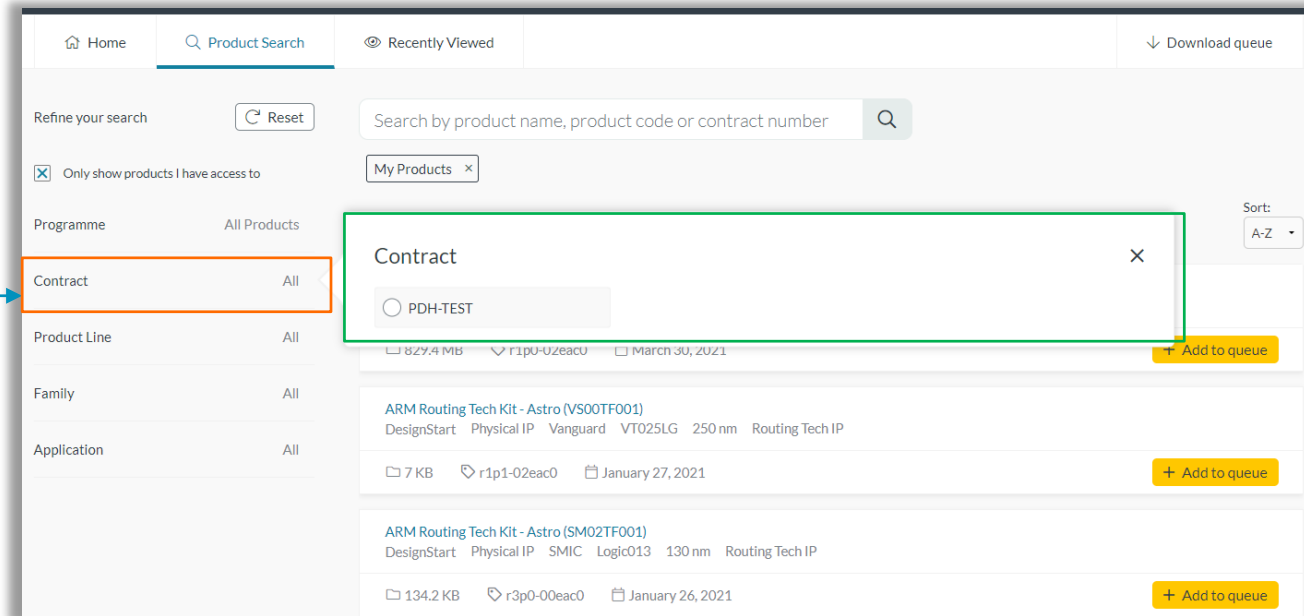 Home
Product Search
Recently Viewed
Download queue
Refine your search
Reset
Search by product name, product code or contract number
Only show products I have access to
My Products ×
Programme All Products
Sort:
A-Z
Contract All
Contract
PDH-TEST
Product Line All
829.4 MB r1p0-02eac0 March 30, 2021
+ Add to queue
Family All
ARM Routing Tech Kit - Astro (VS00TF001)
DesignStart Physical IP Vanguard VT025LG 250 nm Routing Tech IP
Application All
7 KB r1p1-02eac0 January 27, 2021
+ Add to queue
ARM Routing Tech Kit - Astro (SM02TF001)
DesignStart Physical IP SMIC Logic013 130 nm Routing Tech IP
134.2 KB r3p0-00eac0 January 26, 2021
+ Add to queue